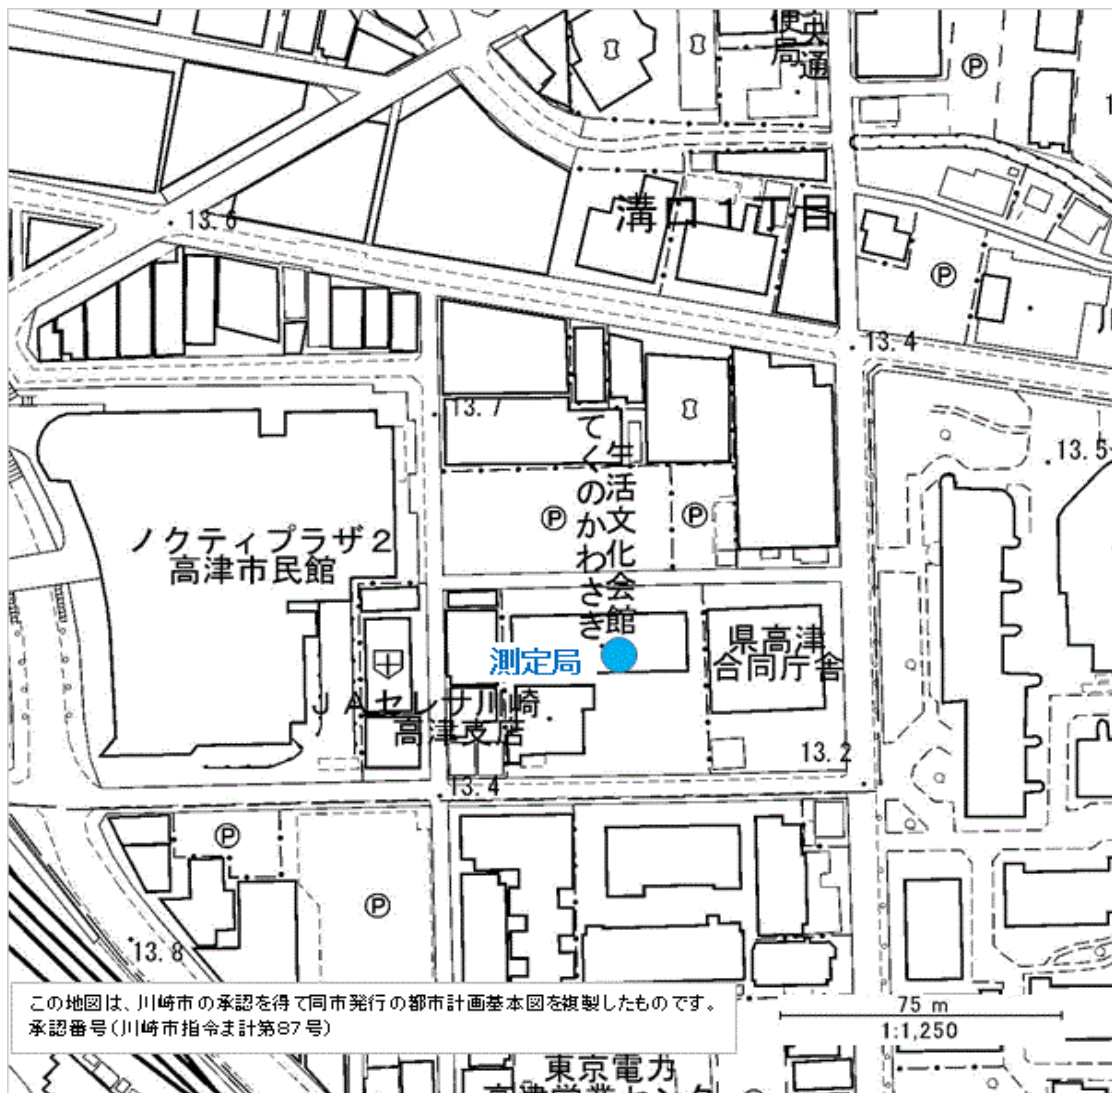 13.6
溝口一丁目
13.4
13.7
13.5
P
P
P
P
生活文化会館
てくのかわさき
ノクティプラザ2
高津市民館
測定局
県高津
合同庁舎
JAセレサ川崎
高津支店
13.2
13.4
P
P
13.8
この地図は、川崎市の承認を得て同市発行の都市計画基本図を複製したものです。
承認番号(川崎市指令ま計第87号)
75 m
1:1,250
東京電力